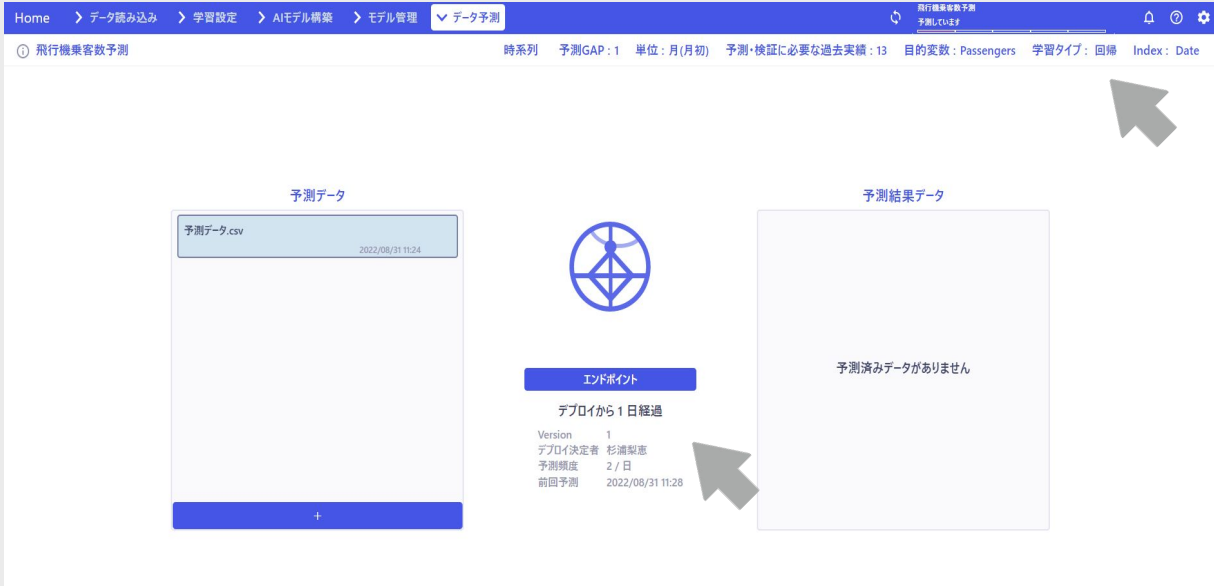 Home データ読み込み 学習設定 AIモデル構築 モデル管理 データ予測
飛行機乗客数予測
予測しています
飛行機乗客数予測 時系列 予測GAP : 1 単位 : 月(月初) 予測・検証に必要な過去実績 : 13 目的変数 : Passengers 学習タイプ : 回帰 Index : Date
予測データ
予測結果データ
予測データ.csv
2022/08/31 11:24
予測済みデータがありません
エンドポイント
デプロイから 1 日経過
Version 1
デプロイ決定者 杉浦梨恵
予測頻度 2 / 日
前回予測 2022/08/31 11:28
+